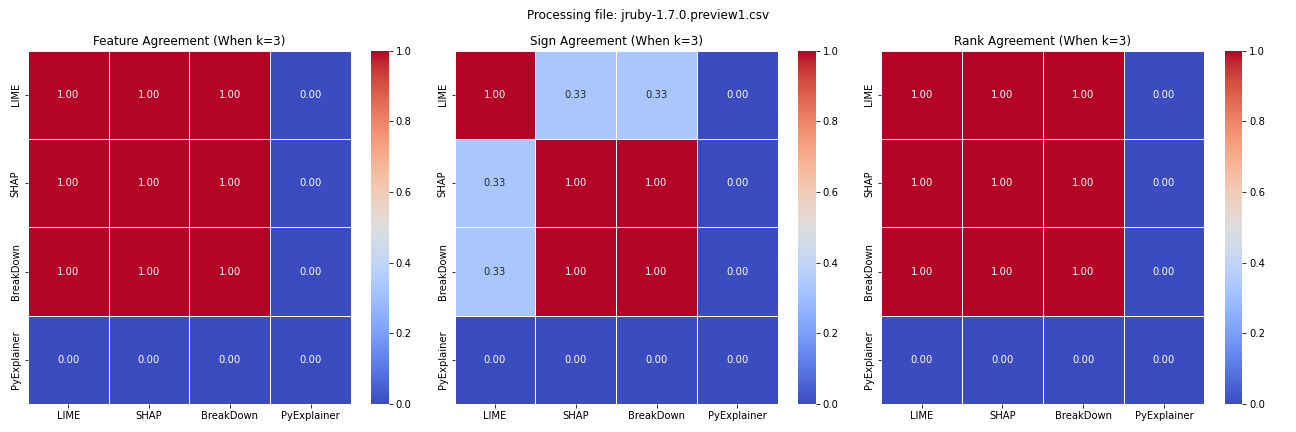 Processing file: jruby-1.7.0.preview1.csv
Feature Agreement (When k=3)
LIME
SHAP
BreakDown
PyExplainer
1.00 1.00 1.00 0.00
1.00 1.00 1.00 0.00
1.00 1.00 1.00 0.00
0.00 0.00 0.00 0.00
LIME SHAP BreakDown PyExplainer
1.0
0.8
0.6
0.4
0.2
0.0
Sign Agreement (When k=3)
LIME
SHAP
BreakDown
PyExplainer
1.00 0.33 0.33 0.00
0.33 1.00 1.00 0.00
0.33 1.00 1.00 0.00
0.00 0.00 0.00 0.00
LIME SHAP BreakDown PyExplainer
1.0
0.8
0.6
0.4
0.2
0.0
Rank Agreement (When k=3)
LIME
SHAP
BreakDown
PyExplainer
1.00 1.00 1.00 0.00
1.00 1.00 1.00 0.00
1.00 1.00 1.00 0.00
0.00 0.00 0.00 0.00
LIME SHAP BreakDown PyExplainer
1.0
0.8
0.6
0.4
0.2
0.0